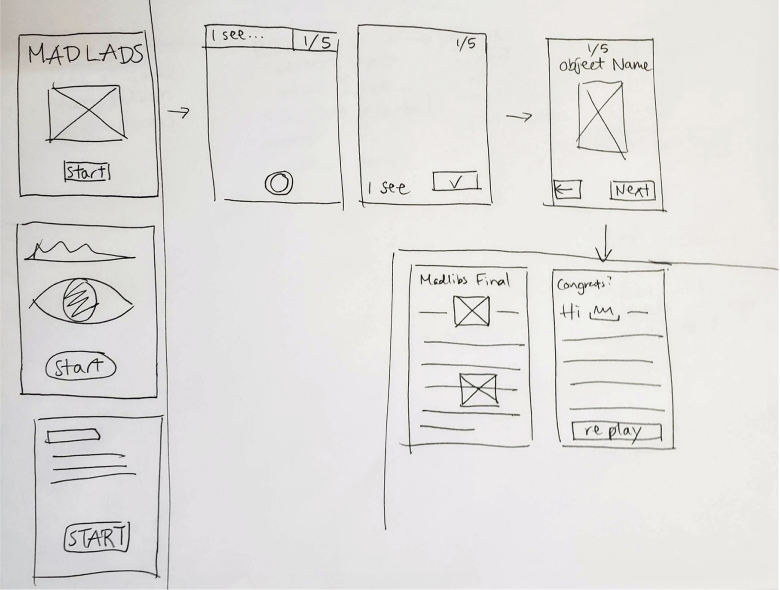 MADLADS
Start
I see... 1/5
1/5
I see
1/5
Object Name
Next
Start
Madlibs Final
Congrats!
Hi
replay
START